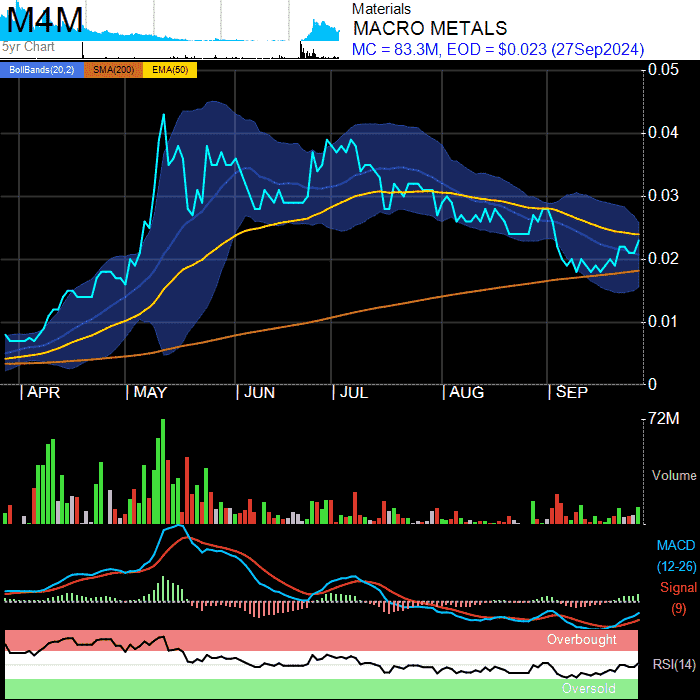 M4M
5yr Chart
Materials
MACRO METALS
MC = 83.3M, EOD = $0.023 (27Sep2024)
BollBands(20,2) SMA(200) EMA(50)
0.05
0.04
0.03
0.02
0.01
0
APR MAY JUN JUL AUG SEP
72M
Volume
MACD
(12-26)
Signal
(9)
Overbought
RSI(14)
Oversold